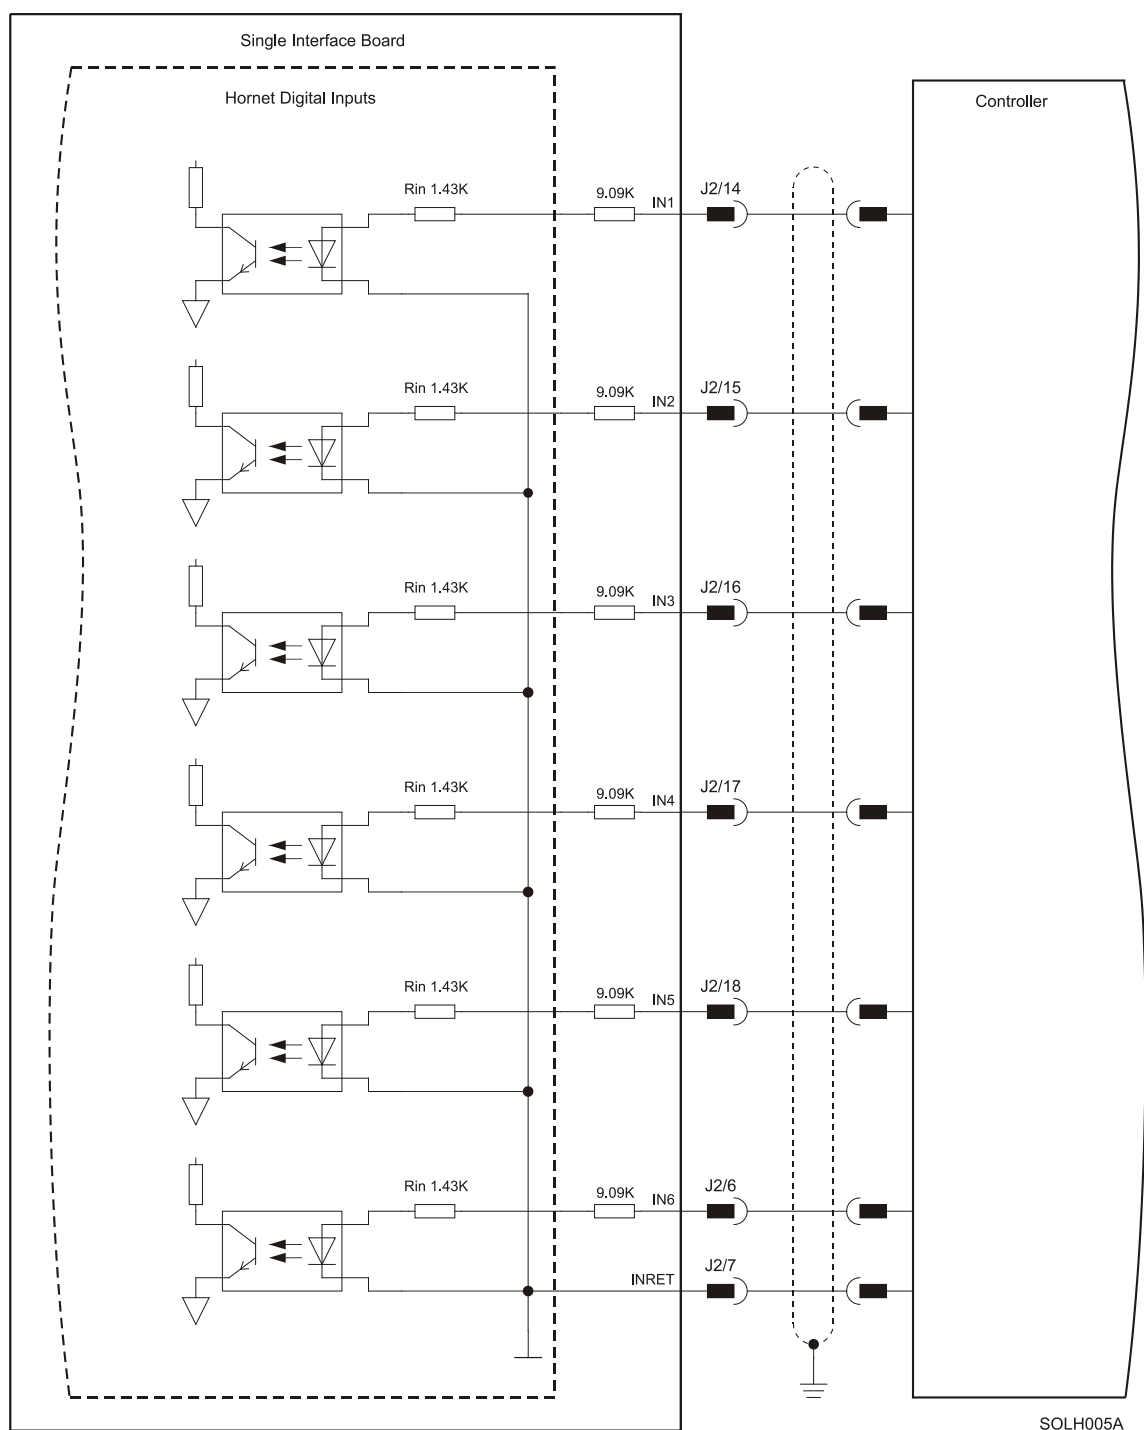 Single Interface Board
Hornet Digital Inputs
Controller
Rin 1.43K
9.09K
IN1
J2/14
Rin 1.43K
9.09K
IN2
J2/15
Rin 1.43K
9.09K
IN3
J2/16
Rin 1.43K
9.09K
IN4
J2/17
Rin 1.43K
9.09K
IN5
J2/18
Rin 1.43K
9.09K
IN6
J2/6
INRET
J2/7
SOLH005A